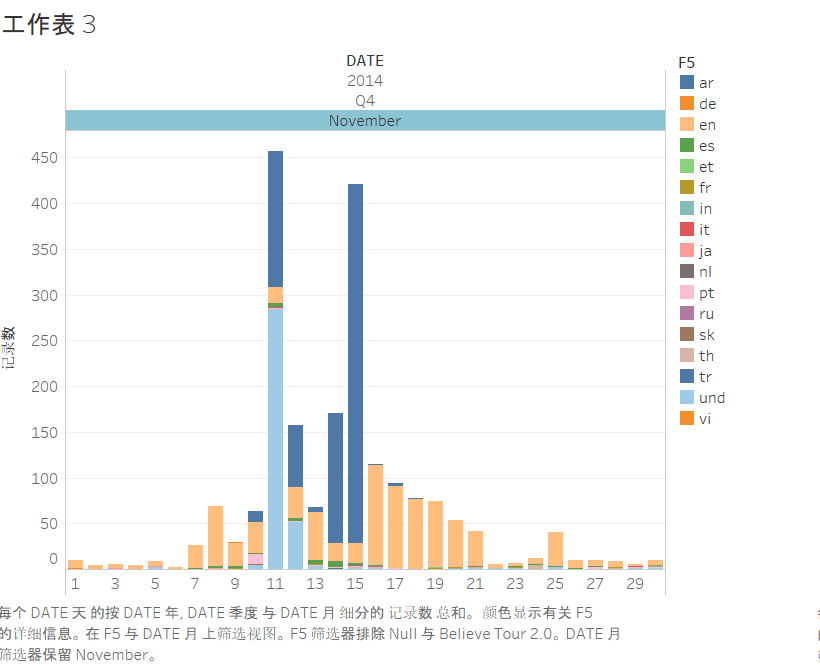 工作表 3
DATE
2014
Q4
November
F5
ar
de
en
es
et
fr
in
it
ja
nl
pt
ru
sk
th
tr
und
vi
记录数
450
400
350
300
250
200
150
100
50
0
1 3 5 7 9 11 13 15 17 19 21 23 25 27 29
每个 DATE 天 的按 DATE 年, DATE 季度 与 DATE 月 细分的 记录数 总和。 颜色显示有关 F5
的详细信息。在 F5 与 DATE 月 上筛选视图。F5 筛选器排除 Null 与 Believe Tour 2.0。DATE 月
筛选器保留 November。